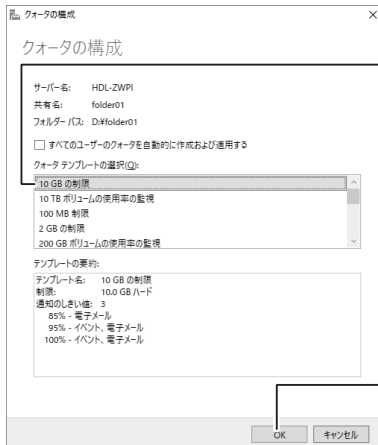 クォータの構成
クォータの構成
サーバー名: HDL-ZWPI
共有名: folder01
フォルダー パス: D:¥folder01
すべてのユーザーのクォータを自動的に作成および適用する
クォータ テンプレートの選択(Q):
10 GB の制限
10 TB ボリュームの使用率の監視
100 MB 制限
2 GB の制限
200 GB ボリュームの使用率の監視
テンプレートの要約:
テンプレート名: 10 GB の制限
制限: 10.0 GB ハード
通知のしきい値: 3
85% - 電子メール
95% - イベント、電子メール
100% - イベント、電子メール
OK キャンセル